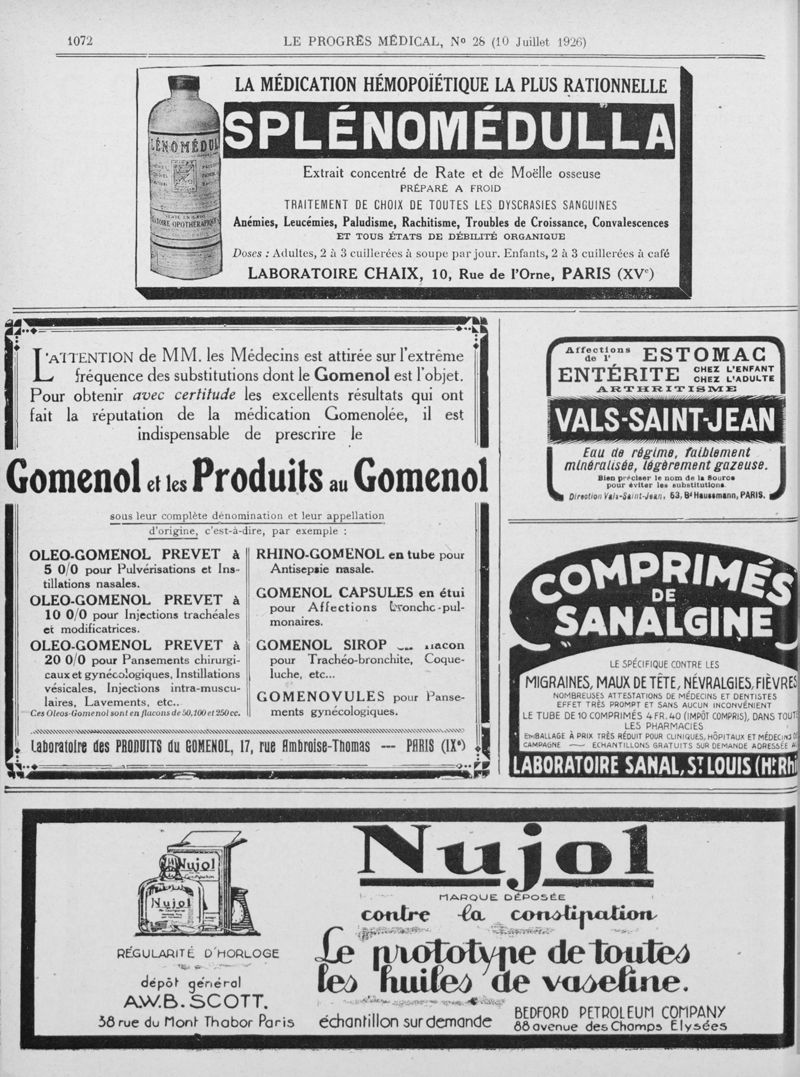 1072
LE PROGRÈS MÉDICAL, No 28 (10 Juillet 1926)
LA MÉDICATION HÉMOPOÏÉTIQUE LA PLUS RATIONNELLE
SPLÉNOMÉDULLA
LÉNOMÉDUL
Extrait concentré de Rate et de Moëlle osseuse
PRÉPARÉ A FROID
TRAITEMENT DE CHOIX DE TOUTES LES DYSCRASIES SANGUINES
Anémies, Leucémies, Paludisme, Rachitisme, Troubles de Croissance, Convalescences
ET TOUS ÉTATS DE DÉBILITÉ ORGANIQUE
Doses : Adultes, 2 à 3 cuillerées à soupe par jour. Enfants, 2 à 3 cuillerées à café
LABORATOIRE CHAIX, 10, Rue de l'Orne, PARIS (XVe)
L'ATTENTION de MM. les Médecins est attirée sur l'extrême
fréquence des substitutions dont le Gomenol est l'objet.
Pour obtenir avec certitude les excellents résultats qui ont
fait la réputation de la médication Gomenolée, il est
indispensable de prescrire le
Gomenol et les Produits au Gomenol
sous leur complète dénomination et leur appellation
d'origine, c'est-à-dire, par exemple :
OLEO-GOMENOL PREVET à
5 0/0 pour Pulvérisations et Ins-
tillations nasales.
OLEO-GOMENOL PREVET à
10 0/0 pour Injections trachéales
et modificatrices.
OLEO-GOMENOL PREVET à
20 0/0 pour Pansements chirurgi-
caux et gynécologiques, Instillations
vésicales, Injections intra-muscu-
laires, Lavements, etc..
Ces Oleos-Gomenol sont en flacons de 50, 100 et 250 cc.
RHINO-GOMENOL en tube pour
Antisepsie nasale.
GOMENOL CAPSULES en étui
pour Affections broncho-pul-
monaires.
GOMENOL SIROP flacon
pour Trachéo-bronchite, Coque-
luche, etc...
GOMENOVULES pour Panse-
ments gynécologiques.
Laboratoire des PRODUITS du GOMENOL, 17, rue Ambroise-Thomas — PARIS (IXe)
Affections de l' ESTOMAC
ENTÉRITE CHEZ L'ENFANT
CHEZ L'ADULTE
ARTHRITISME
VALS-SAINT-JEAN
Eau de régime, faiblement
minéralisée, légèrement gazeuse.
Bien préciser le nom de la Source
pour éviter les substitutions.
Direction Vals-Saint-Jean, 53, Bd Haussmann, PARIS.
COMPRIMÉS
DE
SANALGINE
LE SPÉCIFIQUE CONTRE LES
MIGRAINES, MAUX DE TÊTE, NÉVRALGIES, FIÈVRES
NOMBREUSES ATTESTATIONS DE MÉDECINS ET DENTISTES
EFFET TRÈS PROMPT ET SANS AUCUN INCONVÉNIENT
LE TUBE DE 10 COMPRIMÉS 4 FR. 40 (IMPÔT COMPRIS), DANS TOUT
LES PHARMACIES
EMBALLAGE À PRIX TRÈS RÉDUIT POUR CLINIQUES, HÔPITAUX ET MÉDECINS D
CAMPAGNE — ECHANTILLONS GRATUITS SUR DEMANDE ADRESSÉE A
LABORATOIRE SANAL, ST LOUIS (Ht Rhi
Nujol
Nujol
Nujol
MARQUE DÉPOSÉE
contre la constipation
Le prototype de toutes
les huiles de vaseline.
RÉGULARITÉ D'HORLOGE
dépôt général
A.W.B. SCOTT.
38 rue du Mont Thabor Paris
échantillon sur demande
BEDFORD PETROLEUM COMPANY
88 avenue des Champs Elysées